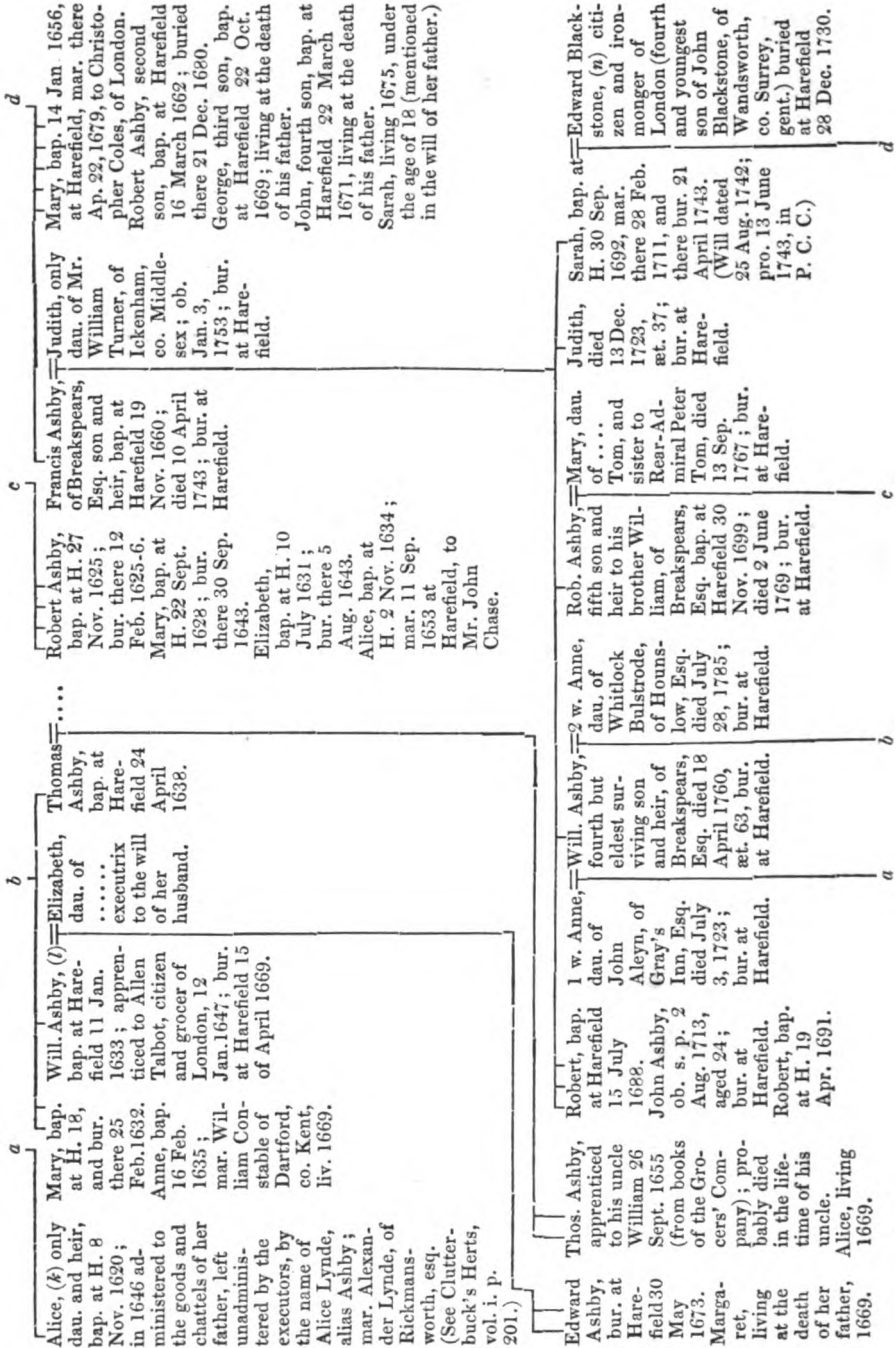 a
Alice, (k) only
dau. and heir,
bap. at H. 8
Nov. 1620;
in 1646 ad-
ministered to
the goods and
chattels of her
father, left
unadminis-
tered by the
executors, by
the name of
Alice Lynde,
alias Ashby;
mar. Alexan-
der Lynde, of
Rickmans-
worth, esq.
(See Clutter-
buck's Herts,
vol. i. p.
201.)
b
Mary, bap.
at H. 18,
and bur.
there 25
Feb. 1632.
Anne, bap.
16 Feb.
1635;
mar. Wil-
liam Con-
stable of
Dartford,
co. Kent,
liv. 1669.
Will. Ashby, (l)
bap. at Hare-
field 11 Jan.
1633; appren-
ticed to Allen
Talbot, citizen
and grocer of
London, 12
Jan. 1647; bur.
at Harefield 15
of April 1669.
=Elizabeth,
dau. of
......
executrix
to the will
of her
husband.
Thomas=....
Ashby,
bap. at
Hare-
field 24
April
1638.
c
Robert Ashby,
bap. at H. 27
Nov. 1625;
bur. there 12
Feb. 1625-6.
Mary, bap. at
H. 22 Sept.
1628; bur.
there 30 Sep.
1643.
Elizabeth,
bap. at H. 10
July 1631;
bur. there 5
Aug. 1643.
Alice, bap. at
H. 2 Nov. 1634;
mar. 11 Sep.
1653 at
Harefield, to
Mr. John
Chase.
d
Francis Ashby,
of Breakspears,
Esq. son and
heir, bap. at
Harefield 19
Nov. 1660;
died 10 April
1743; bur. at
Harefield.
=Judith, only
dau. of Mr.
William
Turner, of
Ickenham,
co. Middle-
sex; ob.
Jan. 3,
1753; bur.
at Hare-
field.
Mary, bap. 14 Jan. 1656,
at Harefield, mar. there
Ap. 22, 1679, to Christo-
pher Coles, of London.
Robert Ashby, second
son, bap. at Harefield
16 March 1662; buried
there 21 Dec. 1680.
George, third son, bap.
at Harefield 22 Oct.
1669; living at the death
of his father.
John, fourth son, bap. at
Harefield 22 March
1671, living at the death
of his father.
Sarah, living 1675, under
the age of 18 (mentioned
in the will of her father.)
Edward
Ashby,
bur. at
Hare-
field 30
May
1673.
Marga-
ret,
living
at the
death
of her
father,
1669.
Thos. Ashby,
apprenticed
to his uncle
William 26
Sept. 1655
(from books
of the Gro-
cers' Com-
pany); pro-
bably died
in the life-
time of his
uncle.
Alice, living
1669.
Robert, bap.
at Harefield
15 July
1688.
John Ashby,
ob. s. p. 2
Aug. 1713,
aged 24;
bur. at
Harefield.
Robert, bap.
at H. 19
Apr. 1691.
1 w. Anne,
dau. of
John
Aleyn, of
Gray's
Inn, Esq.
died July
3, 1723;
bur. at
Harefield.
=Will. Ashby,
fourth but
eldest sur-
viving son
and heir, of
Breakspears,
Esq. died 18
April 1760,
æt. 63, bur.
at Harefield.
=2 w. Anne,
dau. of
Whitlock
Bulstrode,
of Houns-
low, Esq.
died July
28, 1785;
bur. at
Harefield.
Rob. Ashby,
fifth son and
heir to his
brother Wil-
liam, of
Breakspears,
Esq. bap. at
Harefield 30
Nov. 1699;
died 2 June
1769; bur.
at Harefield.
=Mary, dau.
of ....
Tom, and
sister to
Rear-Ad-
miral Peter
Tom, died
13 Sep.
1767; bur.
at Hare-
field.
Judith,
died
13 Dec.
1723,
æt. 37;
bur. at
Hare-
field.
Sarah, bap. at
H. 30 Sep.
1692, mar.
there 28 Feb.
1711, and
there bur. 21
April 1743.
(Will dated
25 Aug. 1742;
pro. 13 June
1743, in
P. C. C.)
=Edward Black-
stone, (n) citi-
zen and iron-
monger of
London (fourth
and youngest
son of John
Blackstone, of
Wandsworth,
co. Surrey,
gent.) buried
at Harefield
28 Dec. 1730.
a
b
c
d